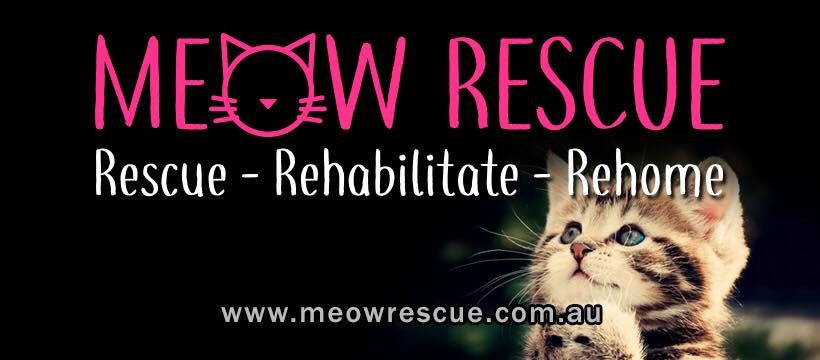 MEOW RESCUE
Rescue - Rehabilitate - Rehome
www.meowrescue.com.au